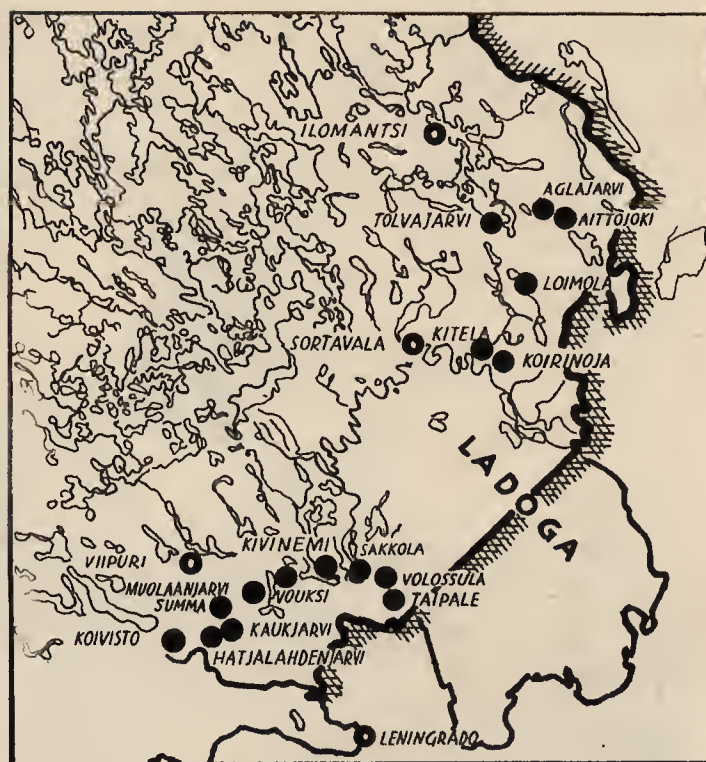 ILOMANTSI
AGLAJARVI
TOLVAJARVI
AITTOJOKI
LOIMOLA
SORTAVALA
KITELA
KOIRINOJA
LADOGA
VIIPURI
KIVINEMI
SAKKOLA
VOLOSSULA
MUOLAANJARVI
VOUKSI
TAIPALE
SUMMA
KOIVISTO
KAUKJARVI
HATJALAHDENJARVI
LENINGRADO